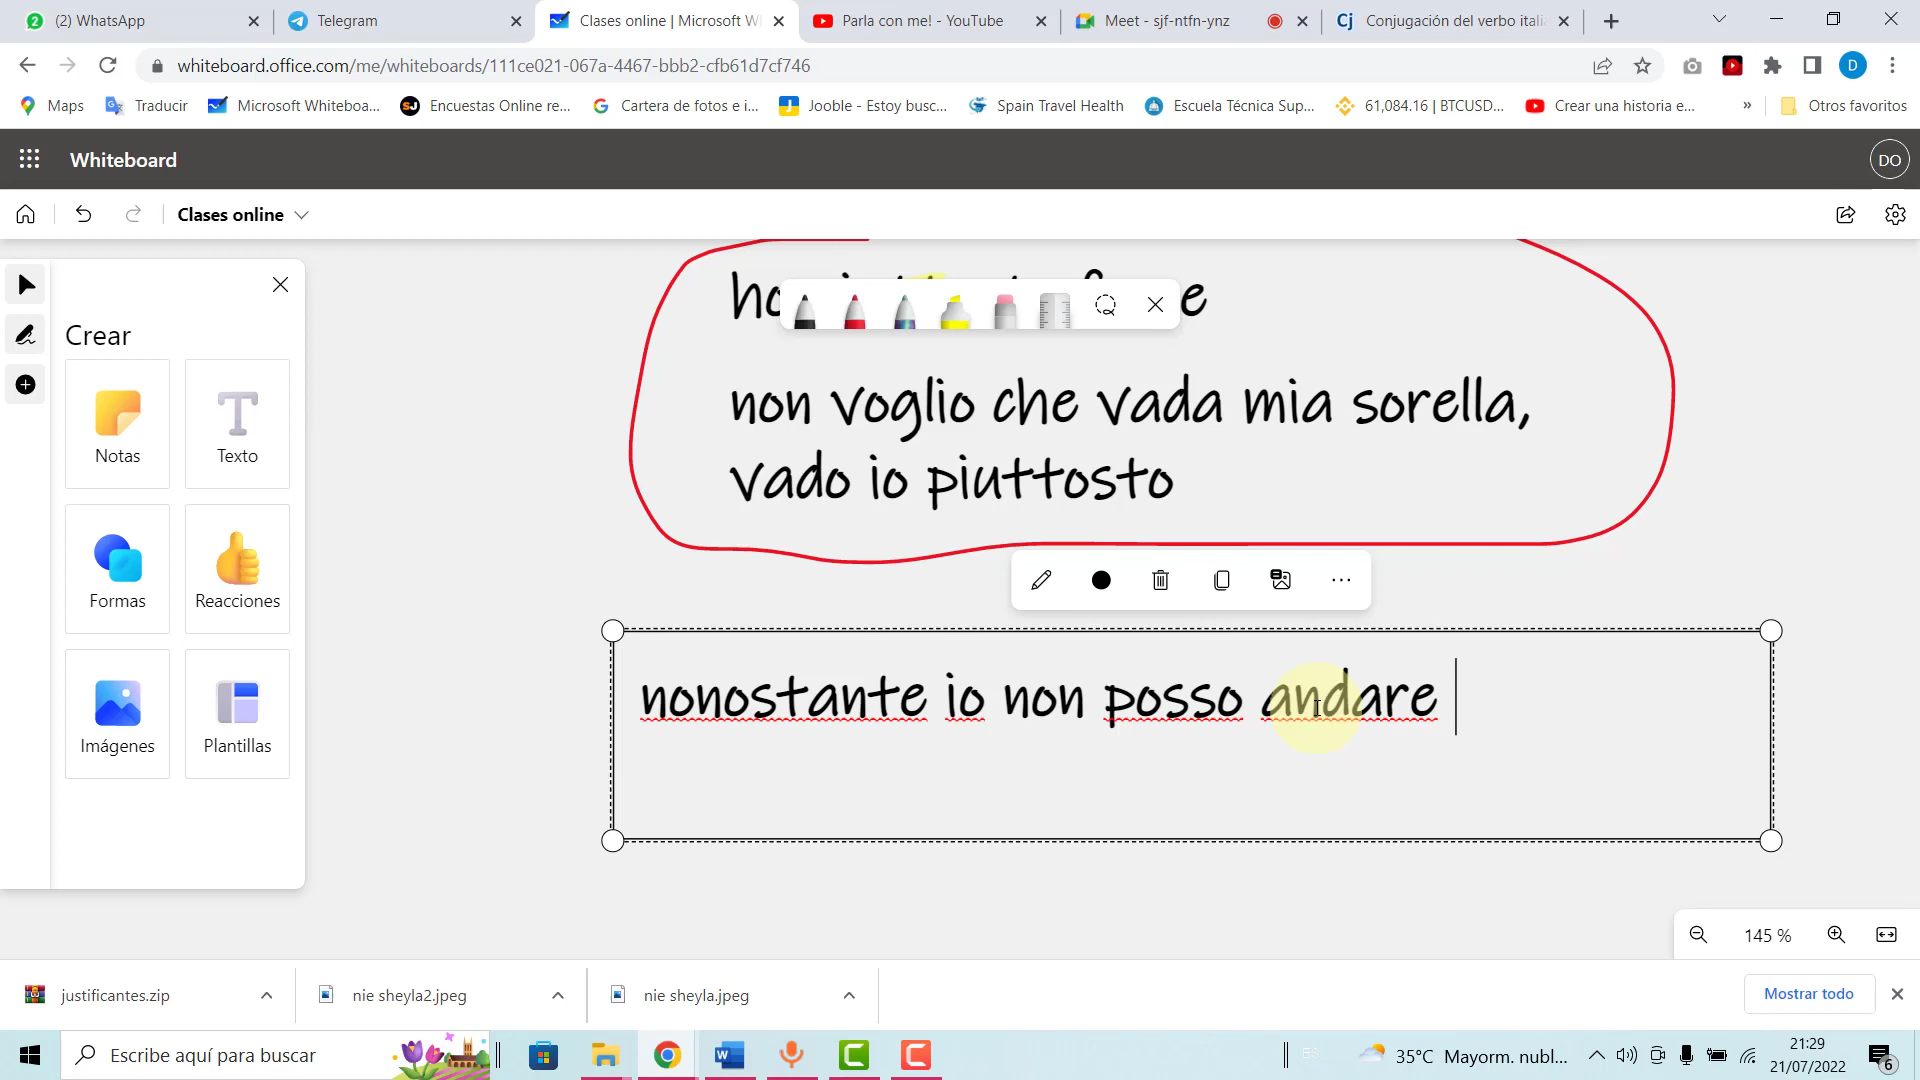 (2) WhatsApp
Telegram
Clases online | Microsoft W
Parla con me! - YouTube
Meet - sjf-ntfn-ynz
Cj Conjugación del verbo itali
whiteboard.office.com/me/whiteboards/111ce021-067a-4467-bbb2-cfb61d7cf746
D
Maps
Traducir
Microsoft Whiteboa...
Encuestas Online re...
Cartera de fotos e i...
Jooble - Estoy busc...
Spain Travel Health
Escuela Técnica Sup...
61,084.16 | BTCUSD...
Crear una historia e...
»
Otros favoritos
Whiteboard
DO
Clases online
Crear
Notas
Texto
Formas
Reacciones
Imágenes
Plantillas
non voglio che vada mia sorella,
vado io piuttosto
nonostante io non posso andare
145 %
justificantes.zip
nie sheyla2.jpeg
nie sheyla.jpeg
Mostrar todo
Escribe aquí para buscar
35°C Mayorm. nubl...
21:29
21/07/2022
6